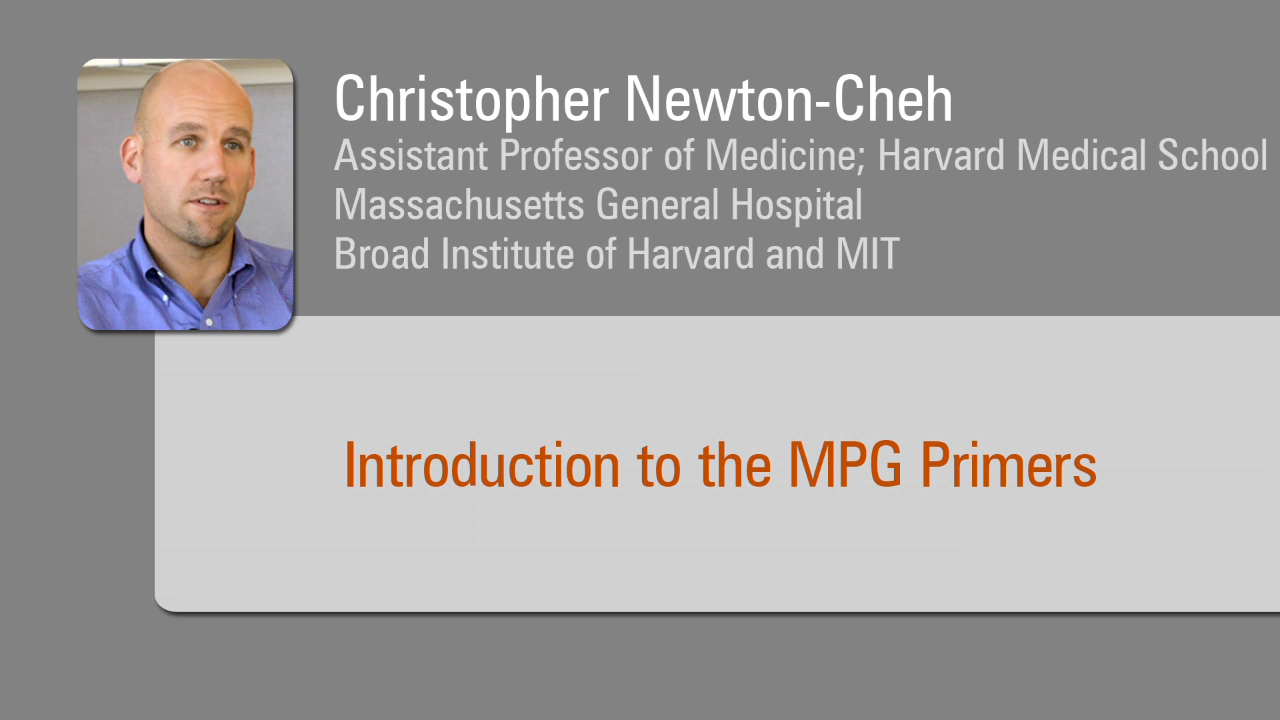 Christopher Newton-Cheh
Assistant Professor of Medicine; Harvard Medical School
Massachusetts General Hospital
Broad Institute of Harvard and MIT
Introduction to the MPG Primers